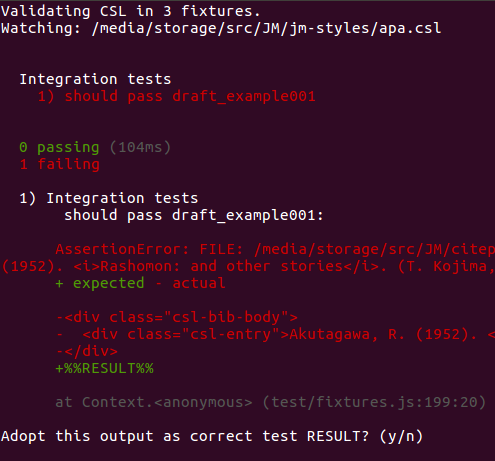 Validating CSL in 3 fixtures.
Watching: /media/storage/src/JM/jm-styles/apa.csl
Integration tests
1) should pass draft_example001
0 passing (104ms)
1 failing
1) Integration tests
should pass draft_example001:
AssertionError: FILE: /media/storage/src/JM/citep
(1952). <i>Rashomon: and other stories</i>. (T. Kojima,
+ expected - actual
-<div class="csl-bib-body">
-  <div class="csl-entry">Akutagawa, R. (1952). <
-</div>
+%%RESULT%%
at Context.<anonymous> (test/fixtures.js:199:20)
Adopt this output as correct test RESULT? (y/n)